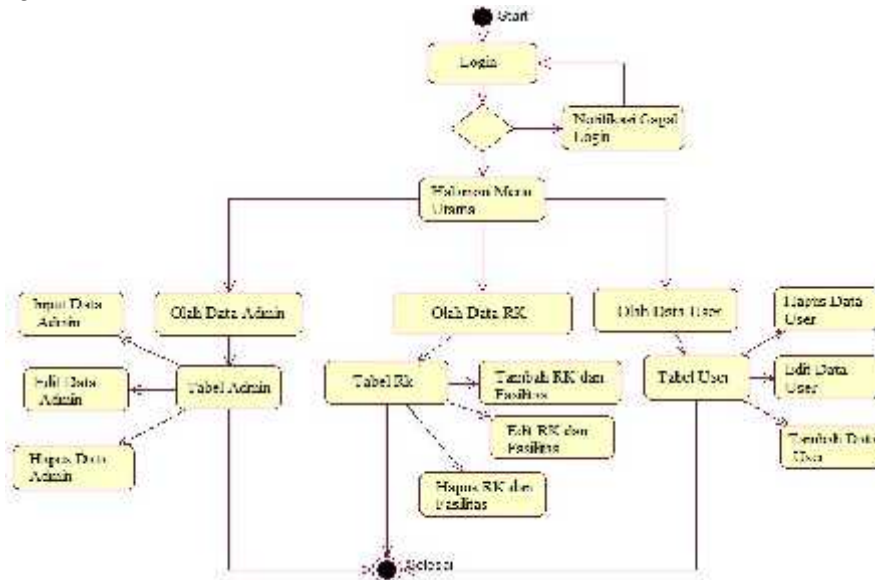 Start
Login
Notifikasi Gagal
Login
Halaman Menu
Utama
Input Data
Admin
Olah Data Admin
Olah Data RK
Olah Data User
Hapus Data
User
Edit Data
Admin
Tabel Admin
Tabel Rk
Tambah RK dan
Fasilitas
Tabel User
Edit Data
User
Edit RK dan
Fasilitas
Tambah Data
User
Hapus Data
Admin
Hapus RK dan
Fasilitas
Selesai